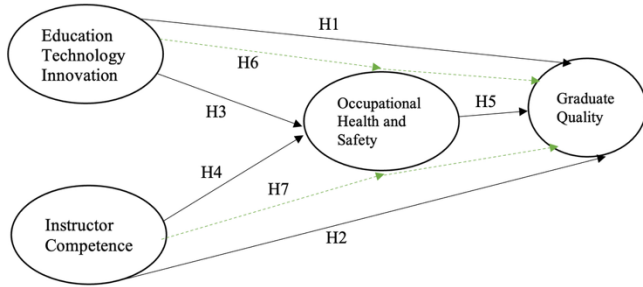 H1
Education
Technology
Innovation
H6
H3
Occupational
Health and
Safety
H5
Graduate
Quality
H4
H7
Instructor
Competence
H2